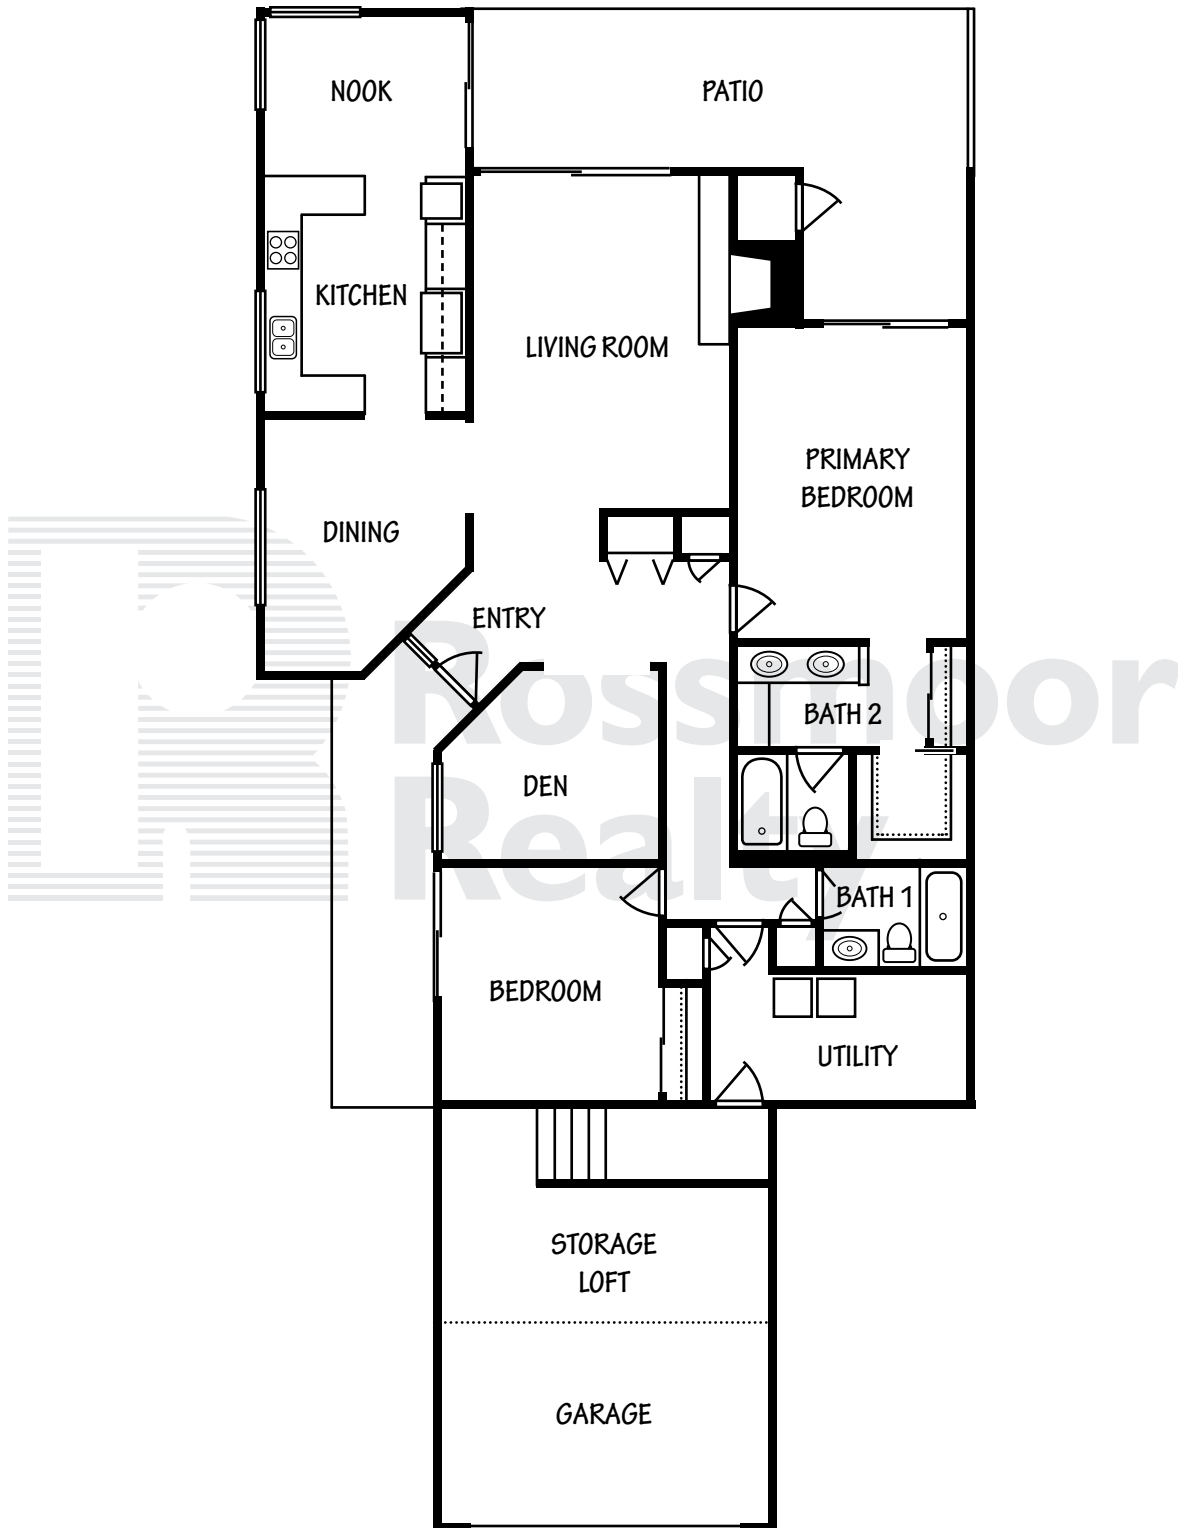 NOOK
PATIO
KITCHEN
LIVING ROOM
PRIMARY
BEDROOM
DINING
ENTRY
Rossmoor
Realty
BATH 2
DEN
BATH 1
BEDROOM
UTILITY
STORAGE
LOFT
GARAGE